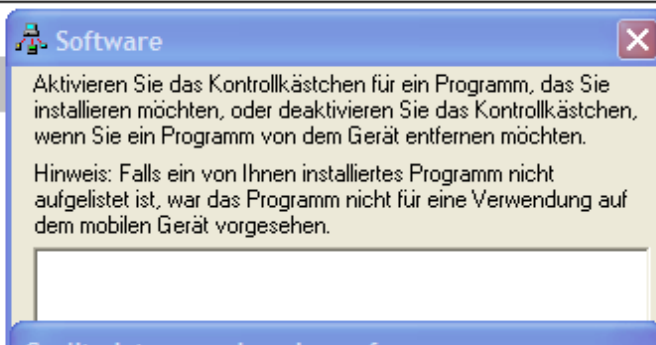 Software
Aktivieren Sie das Kontrollkästchen für ein Programm, das Sie
installieren möchten, oder deaktivieren Sie das Kontrollkästchen,
wenn Sie ein Programm von dem Gerät entfernen möchten.
Hinweis: Falls ein von Ihnen installiertes Programm nicht
aufgelistet ist, war das Programm nicht für eine Verwendung auf
dem mobilen Gerät vorgesehen.